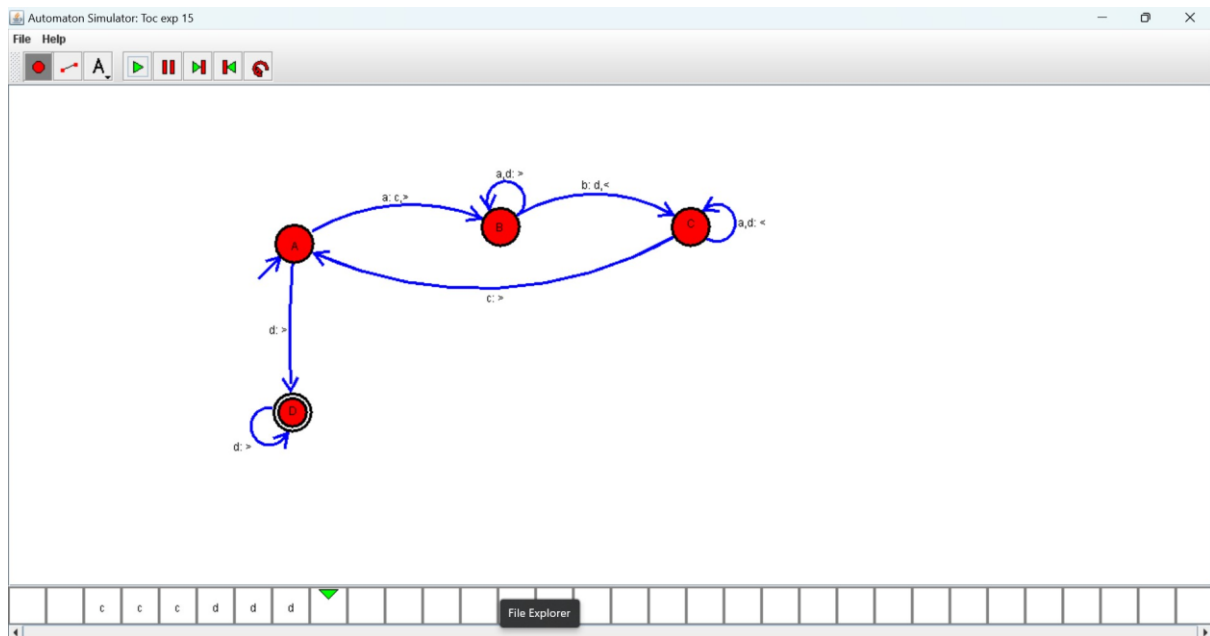 Automaton Simulator: Toc exp 15
File Help
A
a,d: >
a: c,>
b: d,<
A
B
C
a,d: <
c: >
d: >
D
d: >
c c c d d d
File Explorer